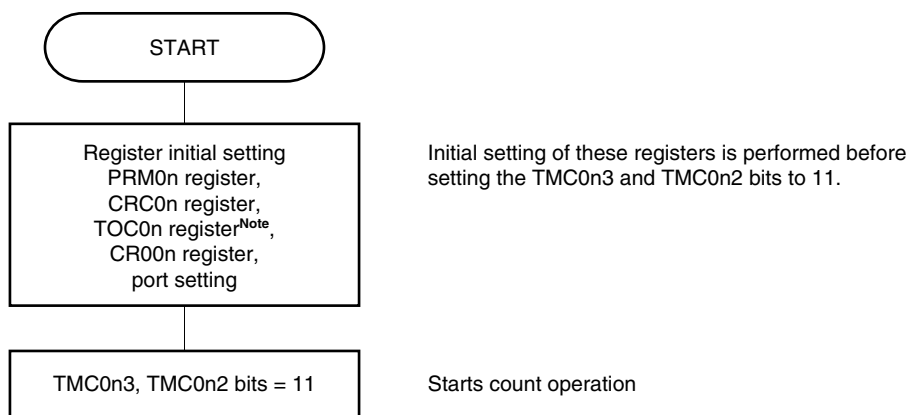 START
Register initial setting
PRM0n register,
CRC0n register,
TOC0n registerNote,
CR00n register,
port setting
Initial setting of these registers is performed before
setting the TMC0n3 and TMC0n2 bits to 11.
TMC0n3, TMC0n2 bits = 11
Starts count operation